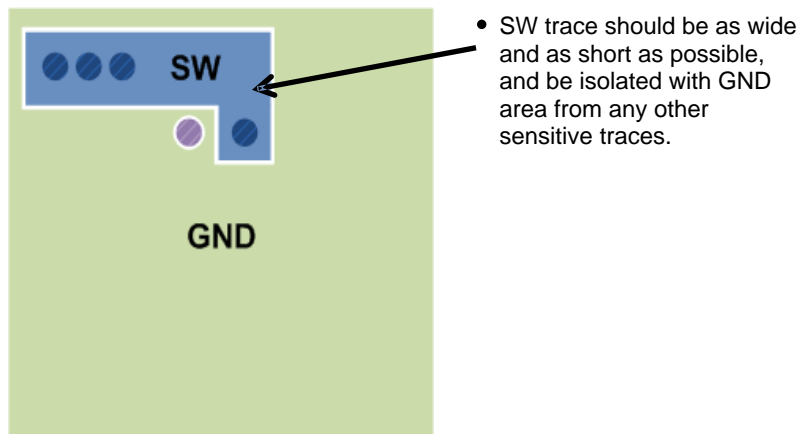 SW
GND
• SW trace should be as wide
and as short as possible,
and be isolated with GND
area from any other
sensitive traces.